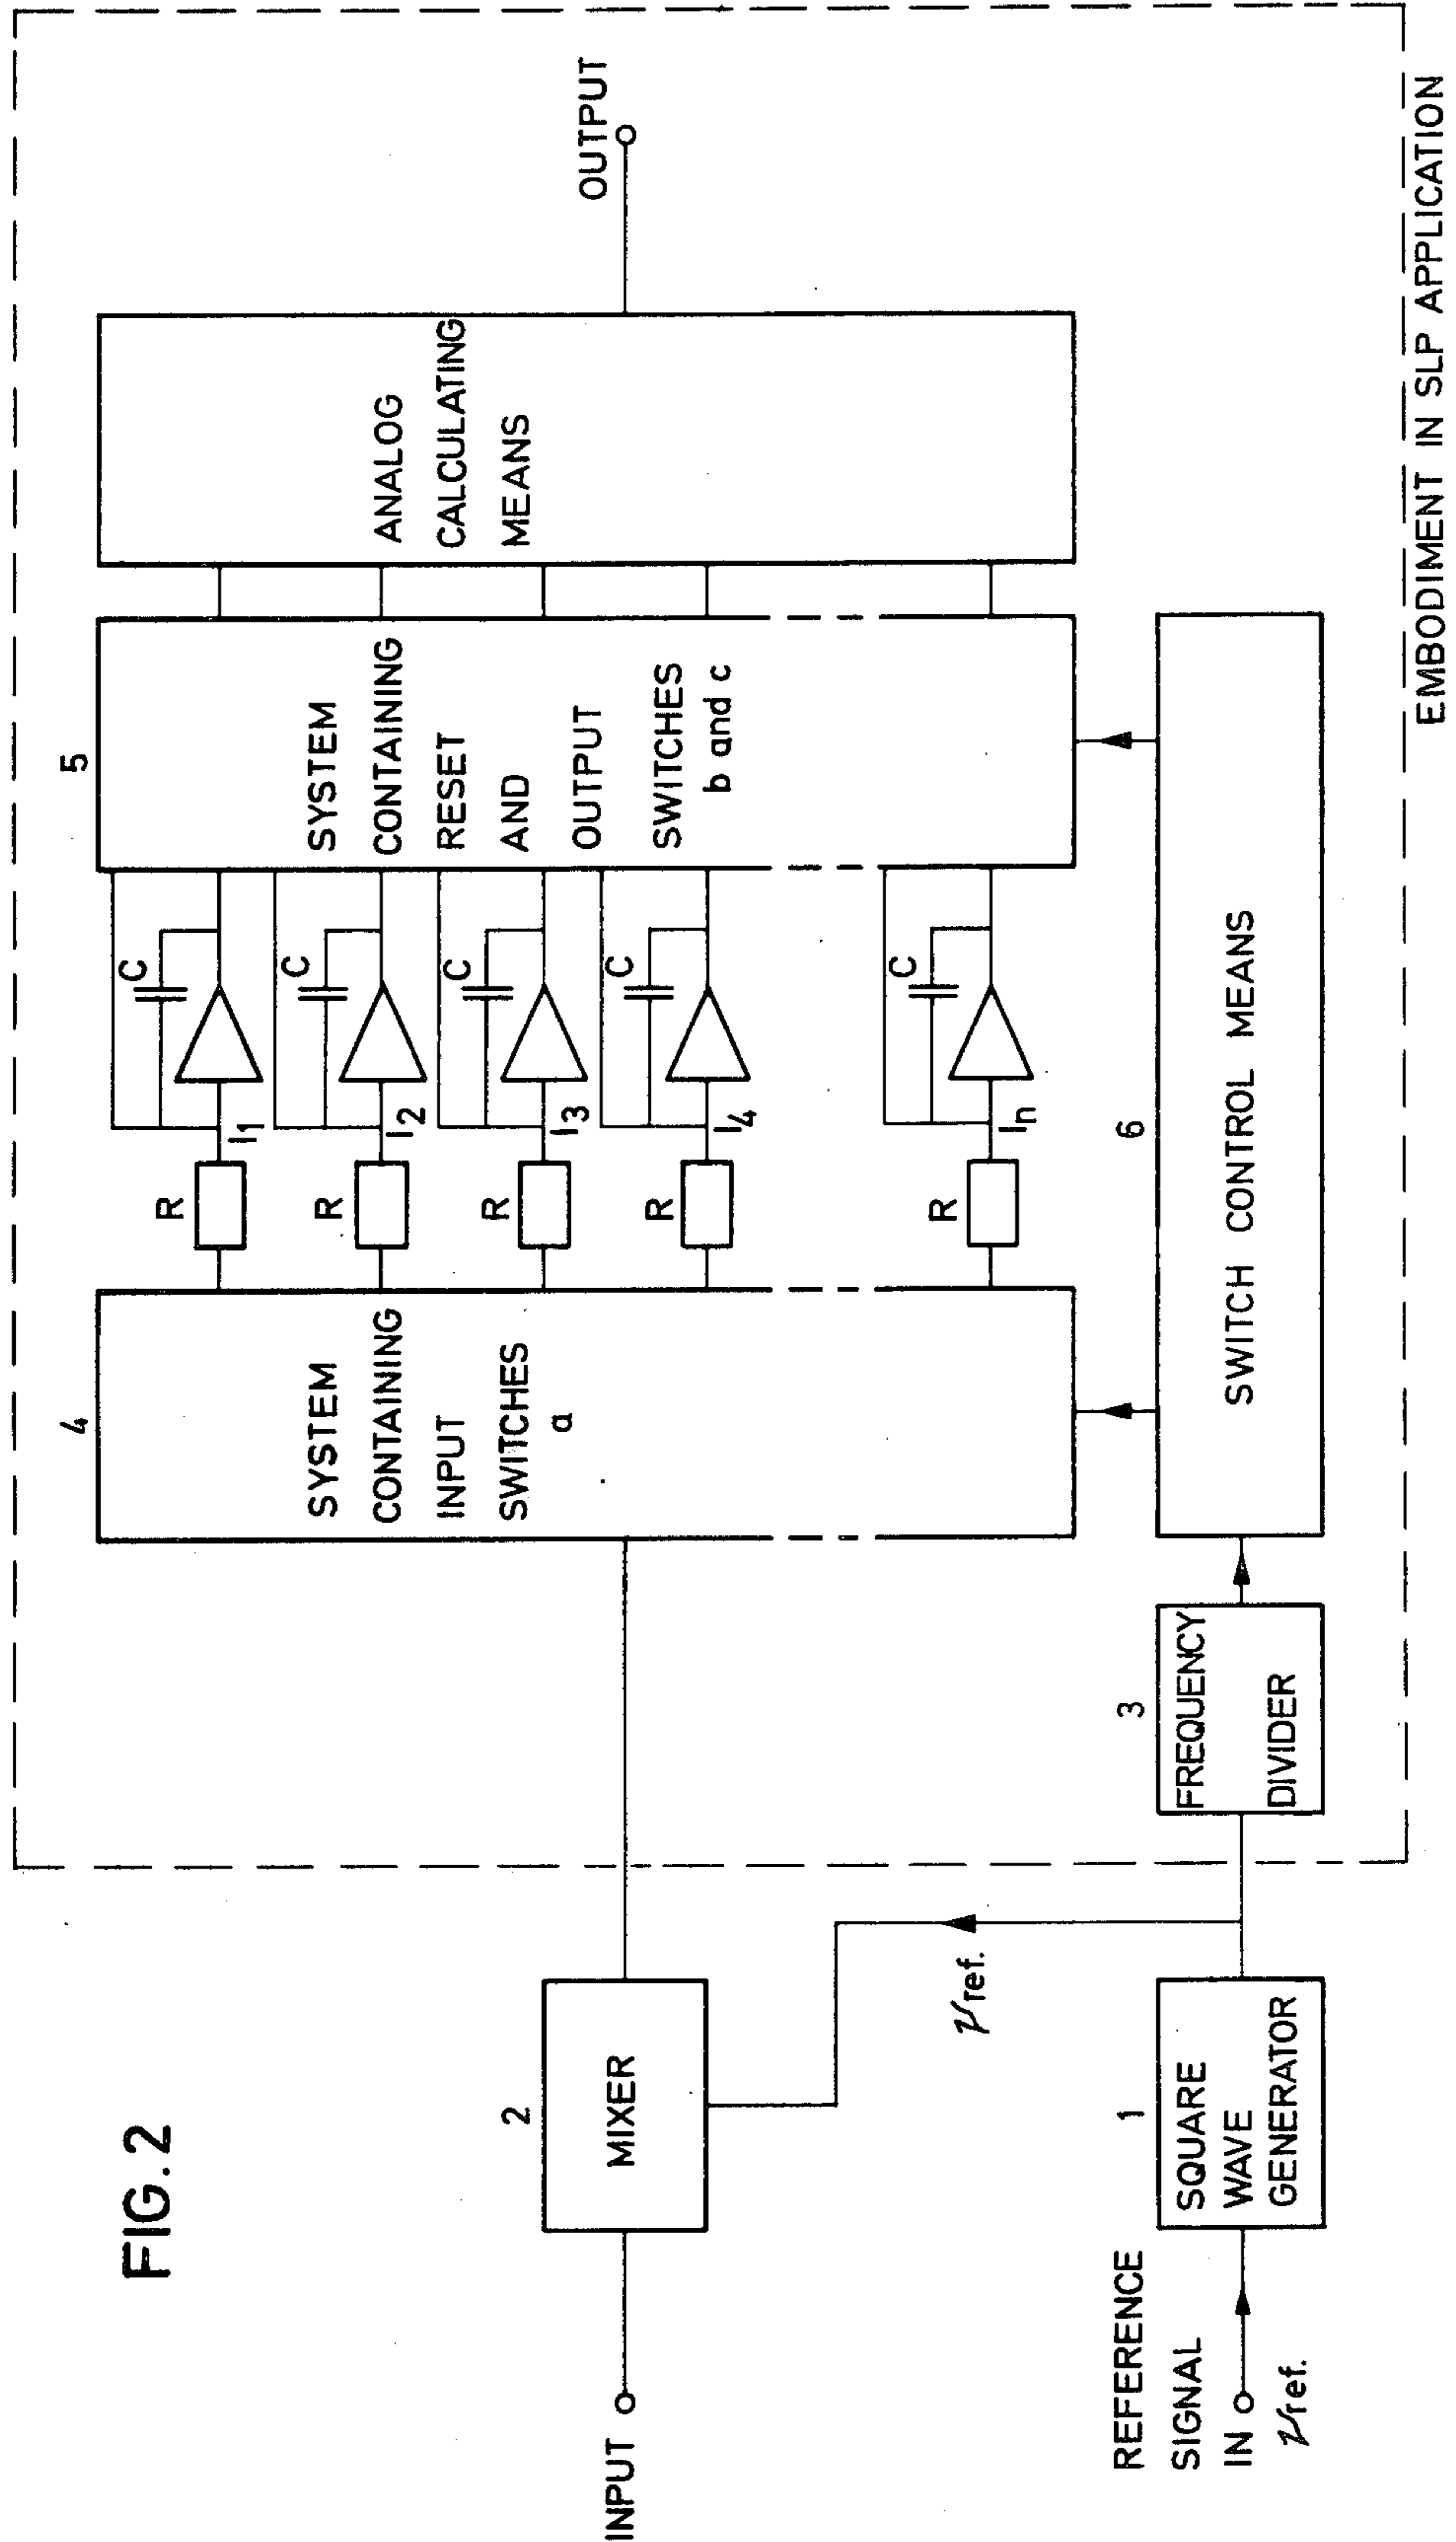 FIG.2
INPUT
2
MIXER
REFERENCE
SIGNAL
IN
νref.
1
SQUARE
WAVE
GENERATOR
νref.
3
FREQUENCY
DIVIDER
4
SYSTEM
CONTAINING
INPUT
SWITCHES
a
R
R
R
R
R
I1
I2
I3
I4
In
C
C
C
C
C
5
SYSTEM
CONTAINING
RESET
AND
OUTPUT
SWITCHES
b and c
6
SWITCH CONTROL MEANS
ANALOG
CALCULATING
MEANS
OUTPUT
EMBODIMENT IN SLP APPLICATION